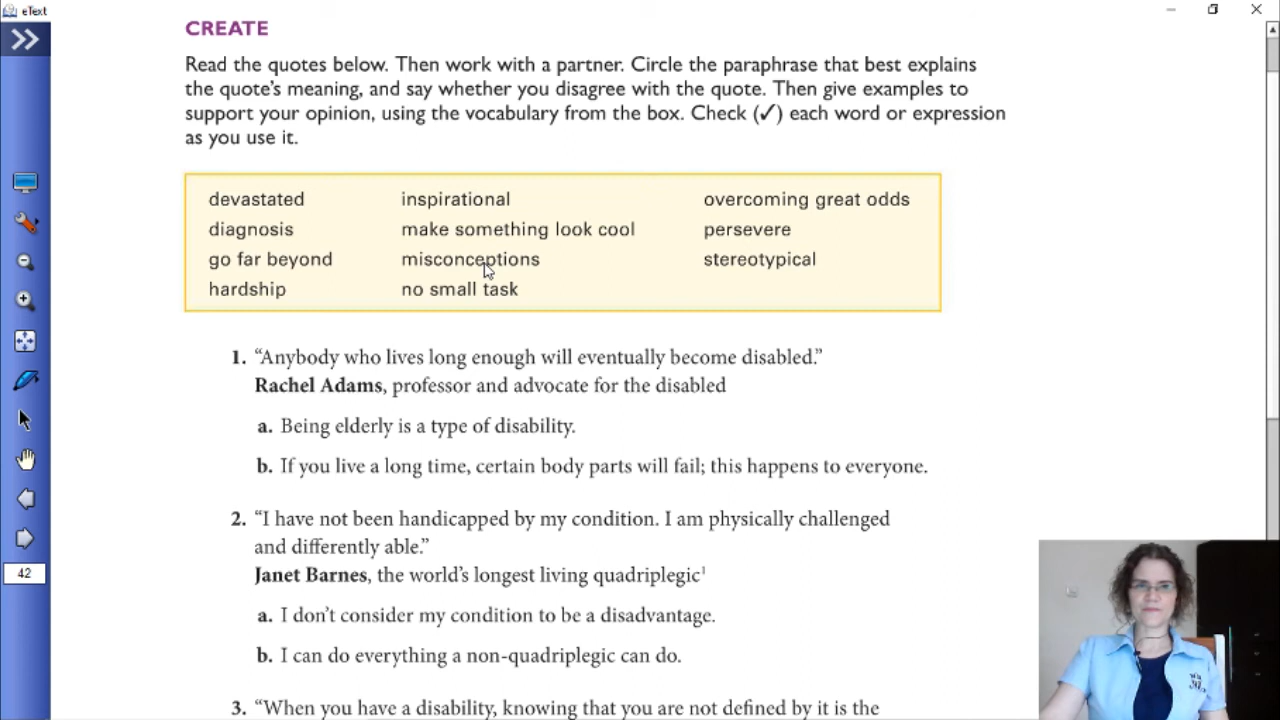 eText
CREATE
Read the quotes below. Then work with a partner. Circle the paraphrase that best explains
the quote's meaning, and say whether you disagree with the quote. Then give examples to
support your opinion, using the vocabulary from the box. Check (✓) each word or expression
as you use it.
devastated inspirational overcoming great odds
diagnosis make something look cool persevere
go far beyond misconceptions stereotypical
hardship no small task
1. “Anybody who lives long enough will eventually become disabled.”
Rachel Adams, professor and advocate for the disabled
a. Being elderly is a type of disability.
b. If you live a long time, certain body parts will fail; this happens to everyone.
2. “I have not been handicapped by my condition. I am physically challenged
and differently able.”
Janet Barnes, the world’s longest living quadriplegic¹
a. I don’t consider my condition to be a disadvantage.
b. I can do everything a non-quadriplegic can do.
3. “When you have a disability, knowing that you are not defined by it is the
42